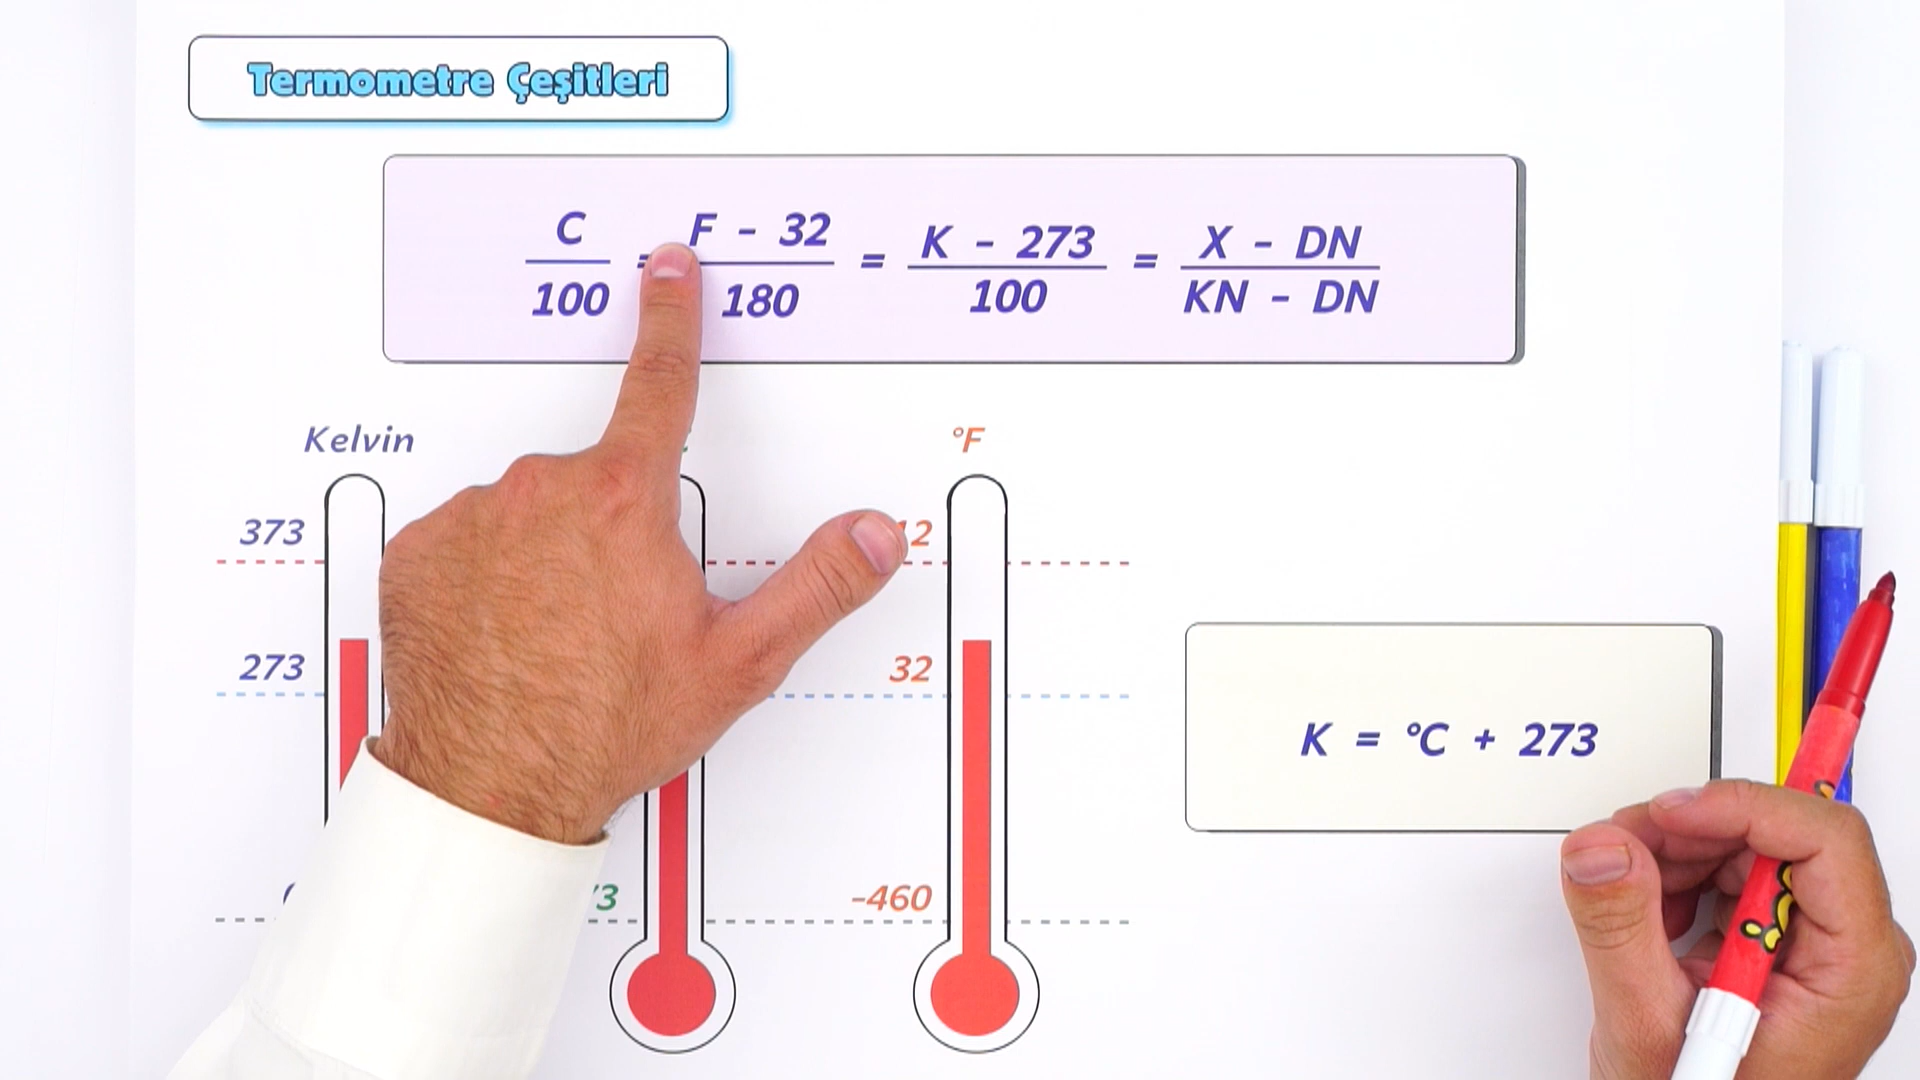 Termometre Çeşitleri
C/100 = F - 32/180 = K - 273/100 = X - DN/KN - DN
Kelvin °F
373
273 32
K = °C + 273
-460